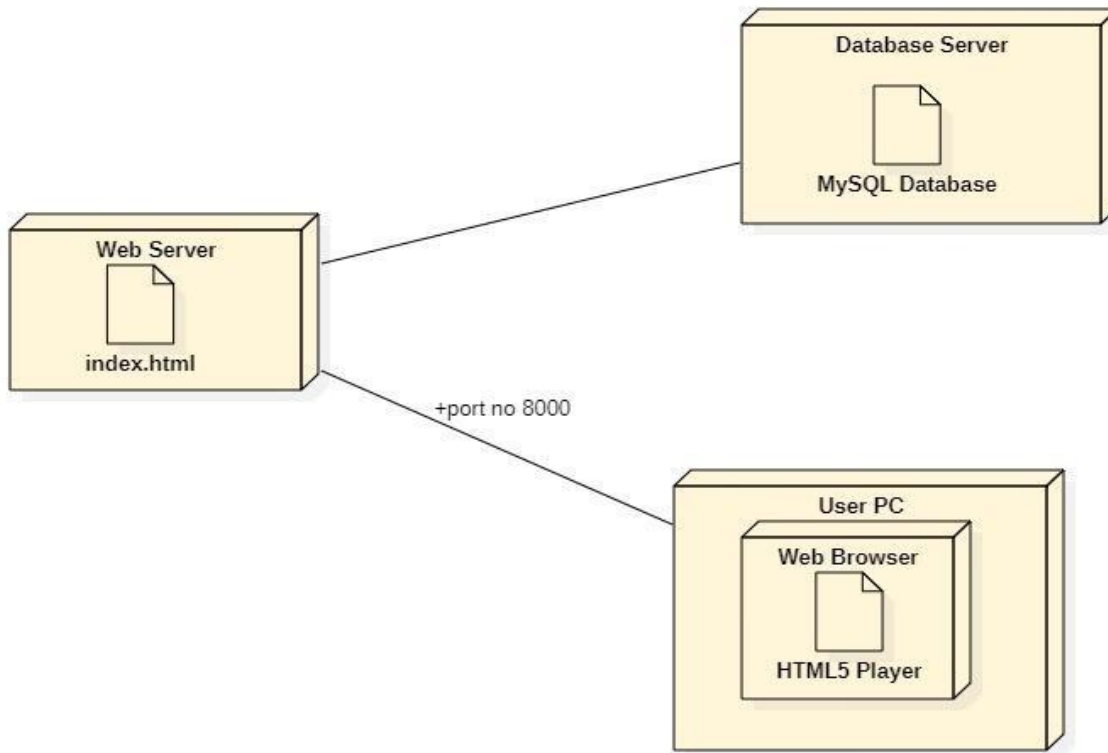 Database Server
MySQL Database
Web Server
index.html
+port no 8000
User PC
Web Browser
HTML5 Player